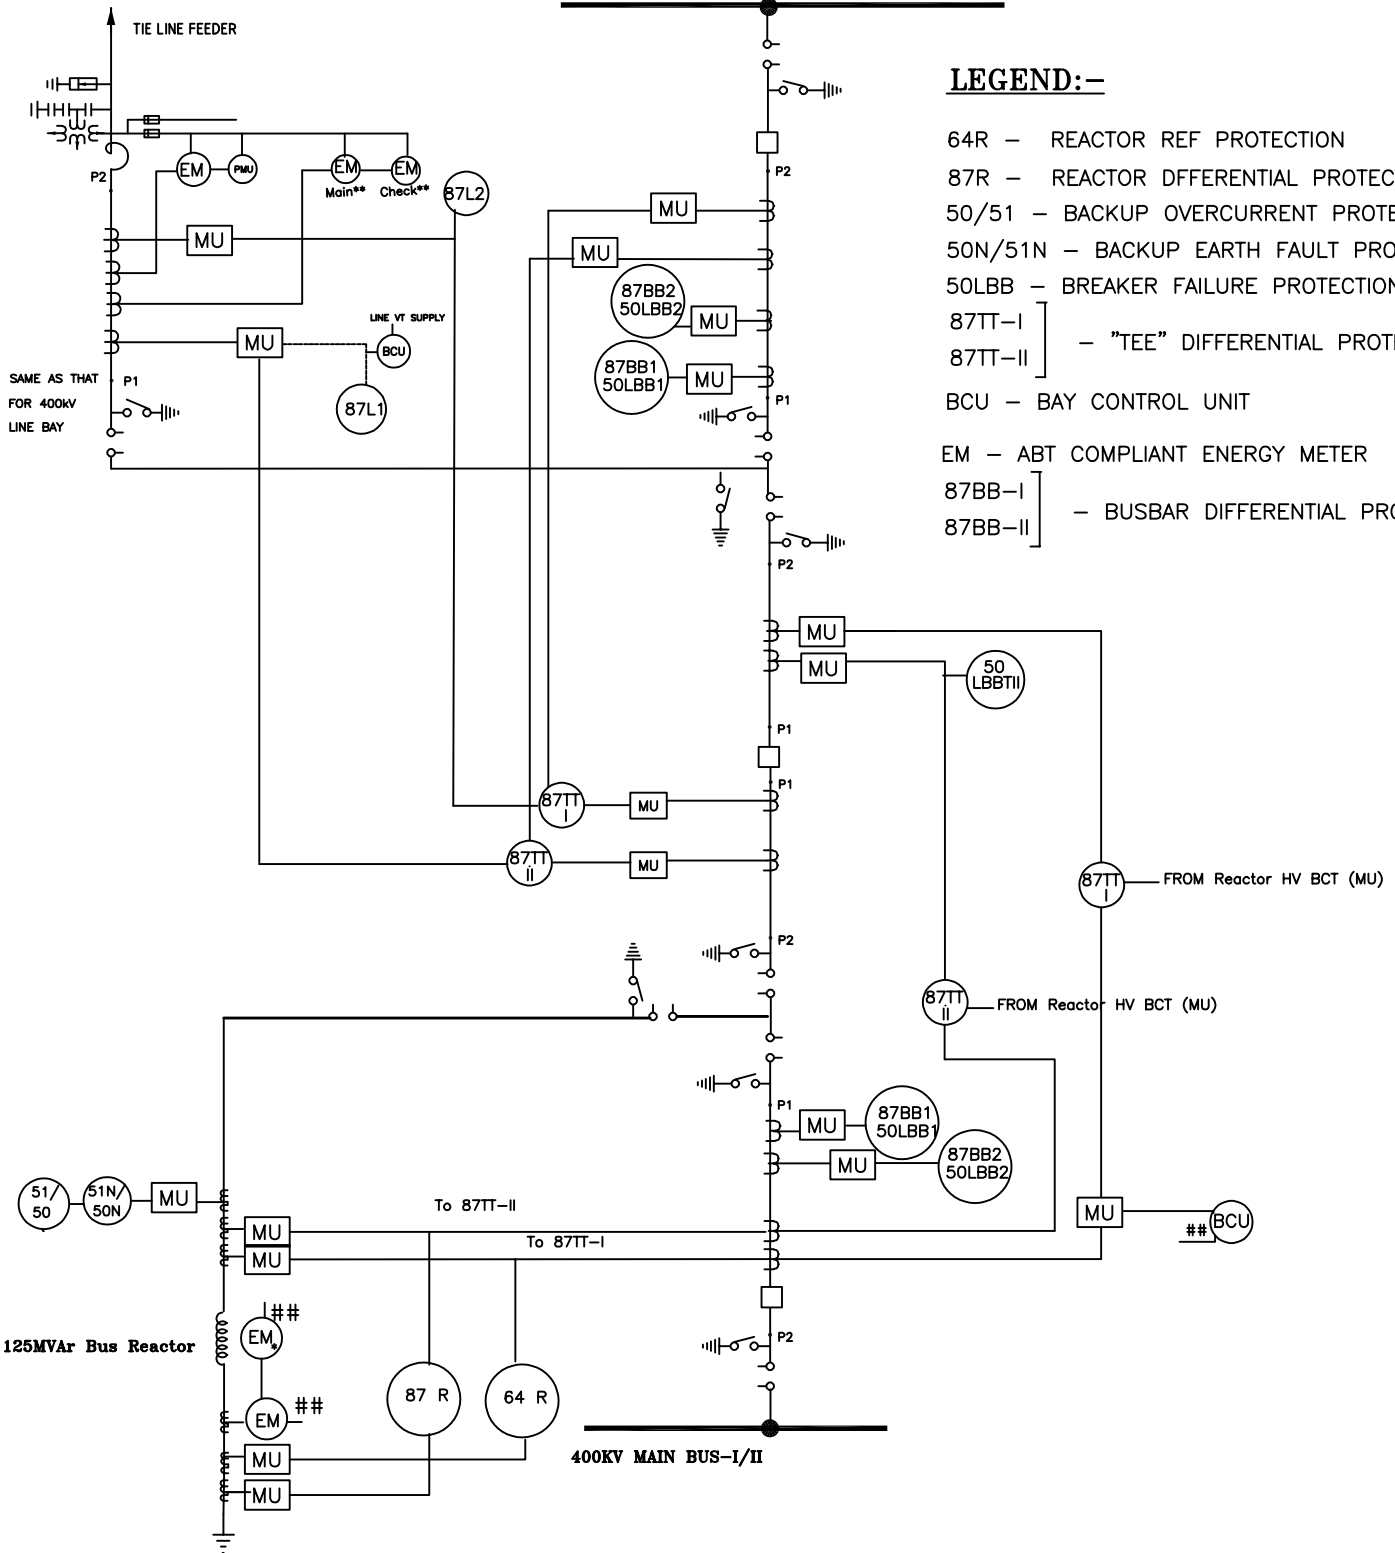 TIE LINE FEEDER
LEGEND:-
64R - REACTOR REF PROTECTION
87R - REACTOR DFFERENTIAL PROTEC
50/51 - BACKUP OVERCURRENT PROTE
50N/51N - BACKUP EARTH FAULT PRO
50LBB - BREAKER FAILURE PROTECTION
87TT-I
87TT-II
- "TEE" DIFFERENTIAL PROTE
BCU - BAY CONTROL UNIT
EM - ABT COMPLIANT ENERGY METER
87BB-I
87BB-II
- BUSBAR DIFFERENTIAL PRO
P2
EM
PMU
EM
Main**
EM
Check**
87L2
MU
MU
LINE VT SUPPLY
BCU
87L1
SAME AS THAT
FOR 400kV
LINE BAY
P1
P2
MU
MU
87BB2
50LBB2
MU
87BB1
50LBB1
MU
P1
P2
MU
MU
50
LBBTII
P1
P1
87TT
I
MU
87TT
II
MU
P2
87TT
I
FROM Reactor HV BCT (MU)
87TT
II
FROM Reactor HV BCT (MU)
P1
MU
87BB1
50LBB1
MU
87BB2
50LBB2
51/
50
51N/
50N
MU
To 87TT-II
MU
To 87TT-I
MU
MU
##
BCU
P2
125MVAr Bus Reactor
EM*
##
EM
##
87 R
64 R
MU
MU
400KV MAIN BUS-I/II